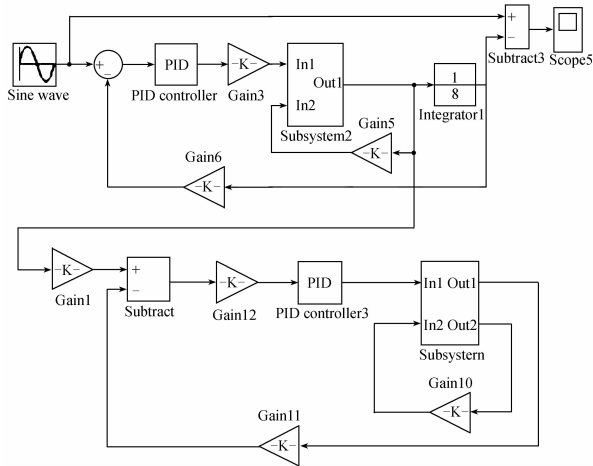 +
−
Subtract3
Scope5
Sine wave
+
−
PID
PID controller
−K−
Gain3
In1
In2
Out1
Subsystem2
1
8
Integrator1
Gain5
−K−
Gain6
−K−
−K−
Gain1
+
−
Subtract
−K−
Gain12
PID
PID controller3
In1 Out1
In2 Out2
Subsystern
Gain10
−K−
Gain11
−K−